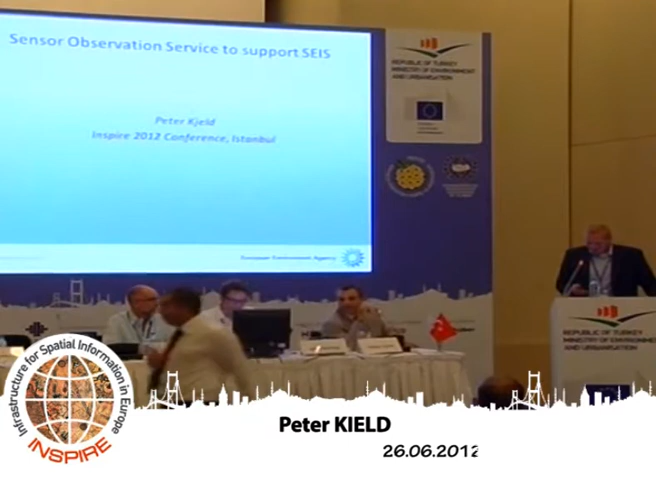 Sensor Observation Service to support SEIS
Peter Kjeld
Inspire 2012 Conference, Istanbul
European Environment Agency
REPUBLIC OF TURKEY
MINISTRY OF ENVIRONMENT
AND URBANISATION
REPUBLIC OF TURKEY
MINISTRY OF ENVIRONMENT
AND URBANISATION
Infrastructure for Spatial Information in Europe
INSPIRE
Peter KIELD
26.06.2012